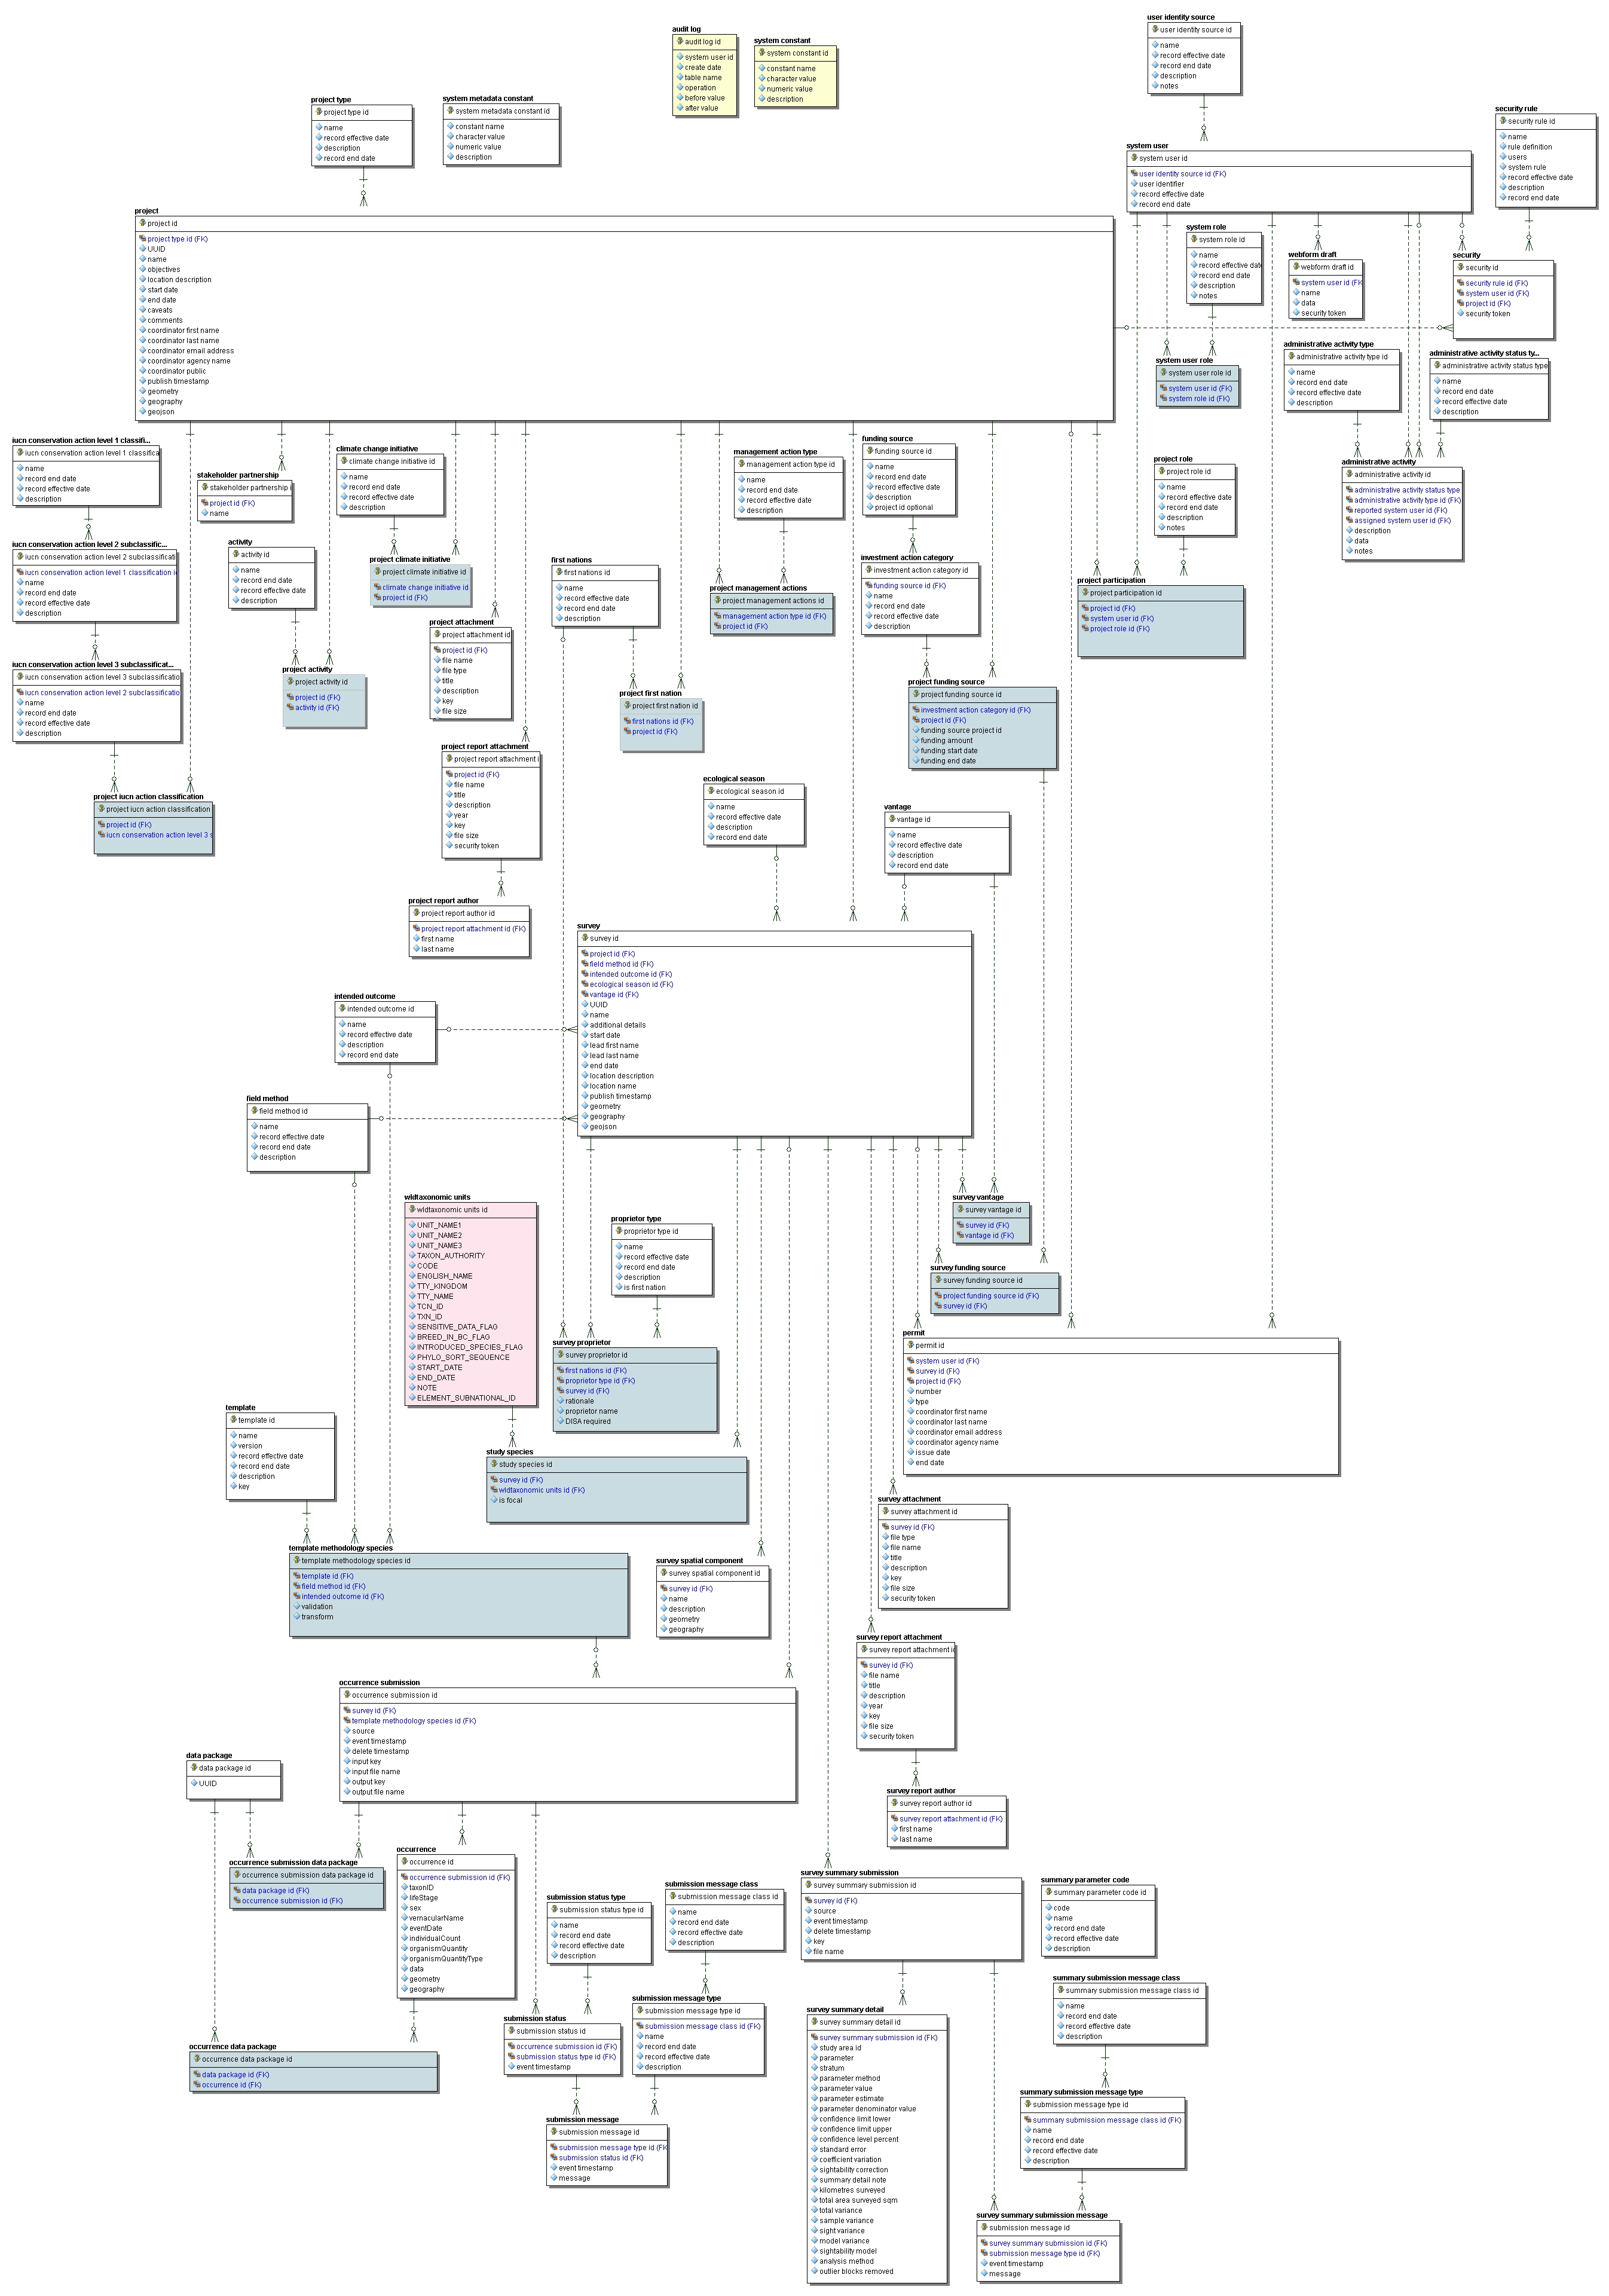 user identity source
user identity source id
name
record effective date
record end date
description
notes
audit log
audit log id
system user id
create date
table name
operation
before value
after value
system constant
system constant id
constant name
character value
numeric value
description
project type
project type id
name
record effective date
description
record end date
system metadata constant
system metadata constant id
constant name
character value
numeric value
description
security rule
security rule id
name
rule definition
users
system rule
record effective date
description
record end date
system user
system user id
user identity source id (FK)
user identifier
record effective date
record end date
project
project id
project type id (FK)
UUID
name
objectives
location description
start date
end date
caveats
comments
coordinator first name
coordinator last name
coordinator email address
coordinator agency name
coordinator public
publish timestamp
geometry
geography
geojson
system role
system role id
name
record effective date
record end date
description
notes
webform draft
webform draft id
system user id (FK
name
data
security token
security
security id
security rule id (FK)
system user id (FK)
project id (FK)
security token
system user role
system user role id
system user id (FK)
system role id (FK)
administrative activity type
administrative activity type id
name
record end date
record effective date
description
administrative activity status ty...
administrative activity status type
name
record end date
record effective date
description
administrative activity
administrative activity id
administrative activity status type
administrative activity type id (FK)
reported system user id (FK)
assigned system user id (FK)
description
data
notes
iucn conservation action level 1 classifi...
iucn conservation action level 1 classifica
name
record end date
record effective date
description
stakeholder partnership
stakeholder partnership i
project id (FK)
name
climate change initiative
climate change initiative id
name
record end date
record effective date
description
management action type
management action type id
name
record end date
record effective date
description
funding source
funding source id
name
record end date
record effective date
description
project id optional
project role
project role id
name
record effective date
record end date
description
notes
iucn conservation action level 2 subclassific...
iucn conservation action level 2 subclassificati
iucn conservation action level 1 classification i
name
record end date
record effective date
description
activity
activity id
name
record end date
record effective date
description
project climate initiative
project climate initiative id
climate change initiative id
project id (FK)
first nations
first nations id
name
record effective date
record end date
description
project management actions
project management actions id
management action type id (FK)
project id (FK)
investment action category
investment action category id
funding source id (FK)
name
record end date
record effective date
description
project participation
project participation id
project id (FK)
system user id (FK)
project role id (FK)
iucn conservation action level 3 subclassificat...
iucn conservation action level 3 subclassificatio
iucn conservation action level 2 subclassificatio
name
record end date
record effective date
description
project activity
project activity id
project id (FK)
activity id (FK)
project attachment
project attachment id
project id (FK)
file name
file type
title
description
key
file size
project first nation
project first nation id
first nations id (FK)
project id (FK)
project funding source
project funding source id
investment action category id (FK)
project id (FK)
funding source project id
funding amount
funding start date
funding end date
project iucn action classification
project iucn action classification
project id (FK)
iucn conservation action level 3 s
project report attachment
project report attachment i
project id (FK)
file name
title
description
year
key
file size
security token
ecological season
ecological season id
name
record effective date
description
record end date
vantage
vantage id
name
record effective date
description
record end date
project report author
project report author id
project report attachment id (FK)
first name
last name
survey
survey id
project id (FK)
field method id (FK)
intended outcome id (FK)
ecological season id (FK)
vantage id (FK)
UUID
name
additional details
start date
lead first name
lead last name
end date
location description
location name
publish timestamp
geometry
geography
geojson
intended outcome
intended outcome id
name
record effective date
description
record end date
field method
field method id
name
record effective date
record end date
description
wldtaxonomic units
wldtaxonomic units id
UNIT_NAME1
UNIT_NAME2
UNIT_NAME3
TAXON_AUTHORITY
CODE
ENGLISH_NAME
TTY_KINGDOM
TTY_NAME
TCN_ID
TXN_ID
SENSITIVE_DATA_FLAG
BREED_IN_BC_FLAG
INTRODUCED_SPECIES_FLAG
PHYLO_SORT_SEQUENCE
START_DATE
END_DATE
NOTE
ELEMENT_SUBNATIONAL_ID
proprietor type
proprietor type id
name
record effective date
record end date
description
is first nation
survey vantage
survey vantage id
survey id (FK)
vantage id (FK)
survey funding source
survey funding source id
project funding source id (FK)
survey id (FK)
survey proprietor
survey proprietor id
first nations id (FK)
proprietor type id (FK)
survey id (FK)
rationale
proprietor name
DISA required
permit
permit id
system user id (FK)
survey id (FK)
project id (FK)
number
type
coordinator first name
coordinator last name
coordinator email address
coordinator agency name
issue date
end date
template
template id
name
version
record effective date
record end date
description
key
study species
study species id
survey id (FK)
wldtaxonomic units id (FK)
is focal
survey attachment
survey attachment id
survey id (FK)
file type
file name
title
description
key
file size
security token
template methodology species
template methodology species id
template id (FK)
field method id (FK)
intended outcome id (FK)
validation
transform
survey spatial component
survey spatial component id
survey id (FK)
name
description
geometry
geography
survey report attachment
survey report attachment id
survey id (FK)
file name
title
description
year
key
file size
security token
occurrence submission
occurrence submission id
survey id (FK)
template methodology species id (FK)
source
event timestamp
delete timestamp
input key
input file name
output key
output file name
data package
data package id
UUID
survey report author
survey report author id
survey report attachment id (FK)
first name
last name
occurrence submission data package
occurrence submission data package id
data package id (FK)
occurrence submission id (FK)
occurrence
occurrence id
occurrence submission id (FK)
taxonID
lifeStage
sex
vernacularName
eventDate
individualCount
organismQuantity
organismQuantityType
data
geometry
geography
submission status type
submission status type id
name
record end date
record effective date
description
submission message class
submission message class id
name
record end date
record effective date
description
survey summary submission
survey summary submission id
survey id (FK)
source
event timestamp
delete timestamp
key
file name
summary parameter code
summary parameter code id
code
name
record end date
record effective date
description
occurrence data package
occurrence data package id
data package id (FK)
occurrence id (FK)
submission status
submission status id
occurrence submission id (FK)
submission status type id (FK)
event timestamp
submission message type
submission message type id
submission message class id (FK)
name
record end date
record effective date
description
survey summary detail
survey summary detail id
survey summary submission id (FK)
study area id
parameter
stratum
parameter method
parameter value
parameter estimate
parameter denominator value
confidence limit lower
confidence limit upper
confidence level percent
standard error
coefficient variation
sightability correction
summary detail note
kilometres surveyed
total area surveyed sqm
total variance
sample variance
sight variance
model variance
sightability model
analysis method
outlier blocks removed
summary submission message class
summary submission message class id
name
record end date
record effective date
description
submission message
submission message id
submission message type id (FK
submission status id (FK)
event timestamp
message
summary submission message type
submission message type id
summary submission message class id (FK)
name
record end date
record effective date
description
survey summary submission message
submission message id
survey summary submission id (FK)
submission message type id (FK)
event timestamp
message